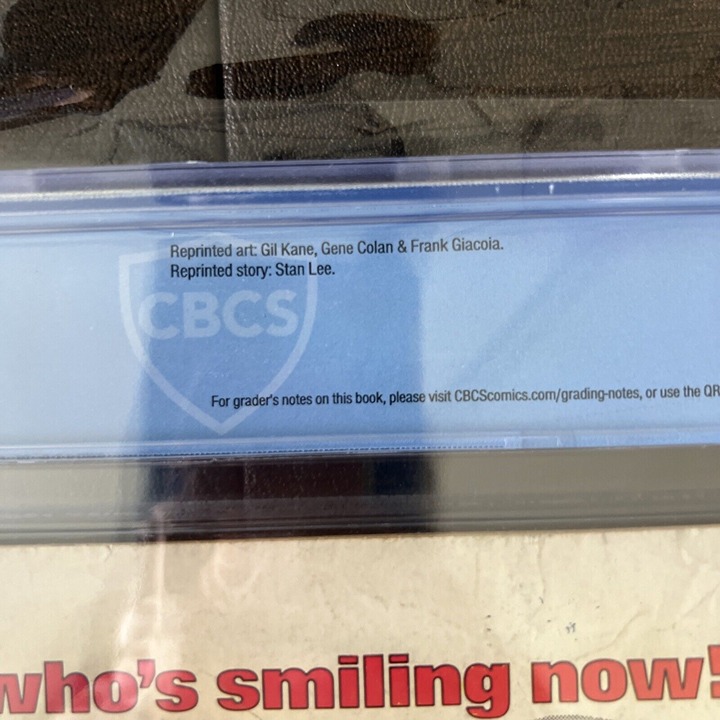 Reprinted art: Gil Kane, Gene Colan & Frank Giacoia.
Reprinted story: Stan Lee.
CBCS
For grader's notes on this book, please visit CBCScomics.com/grading-notes, or use the QR
who's smiling now!